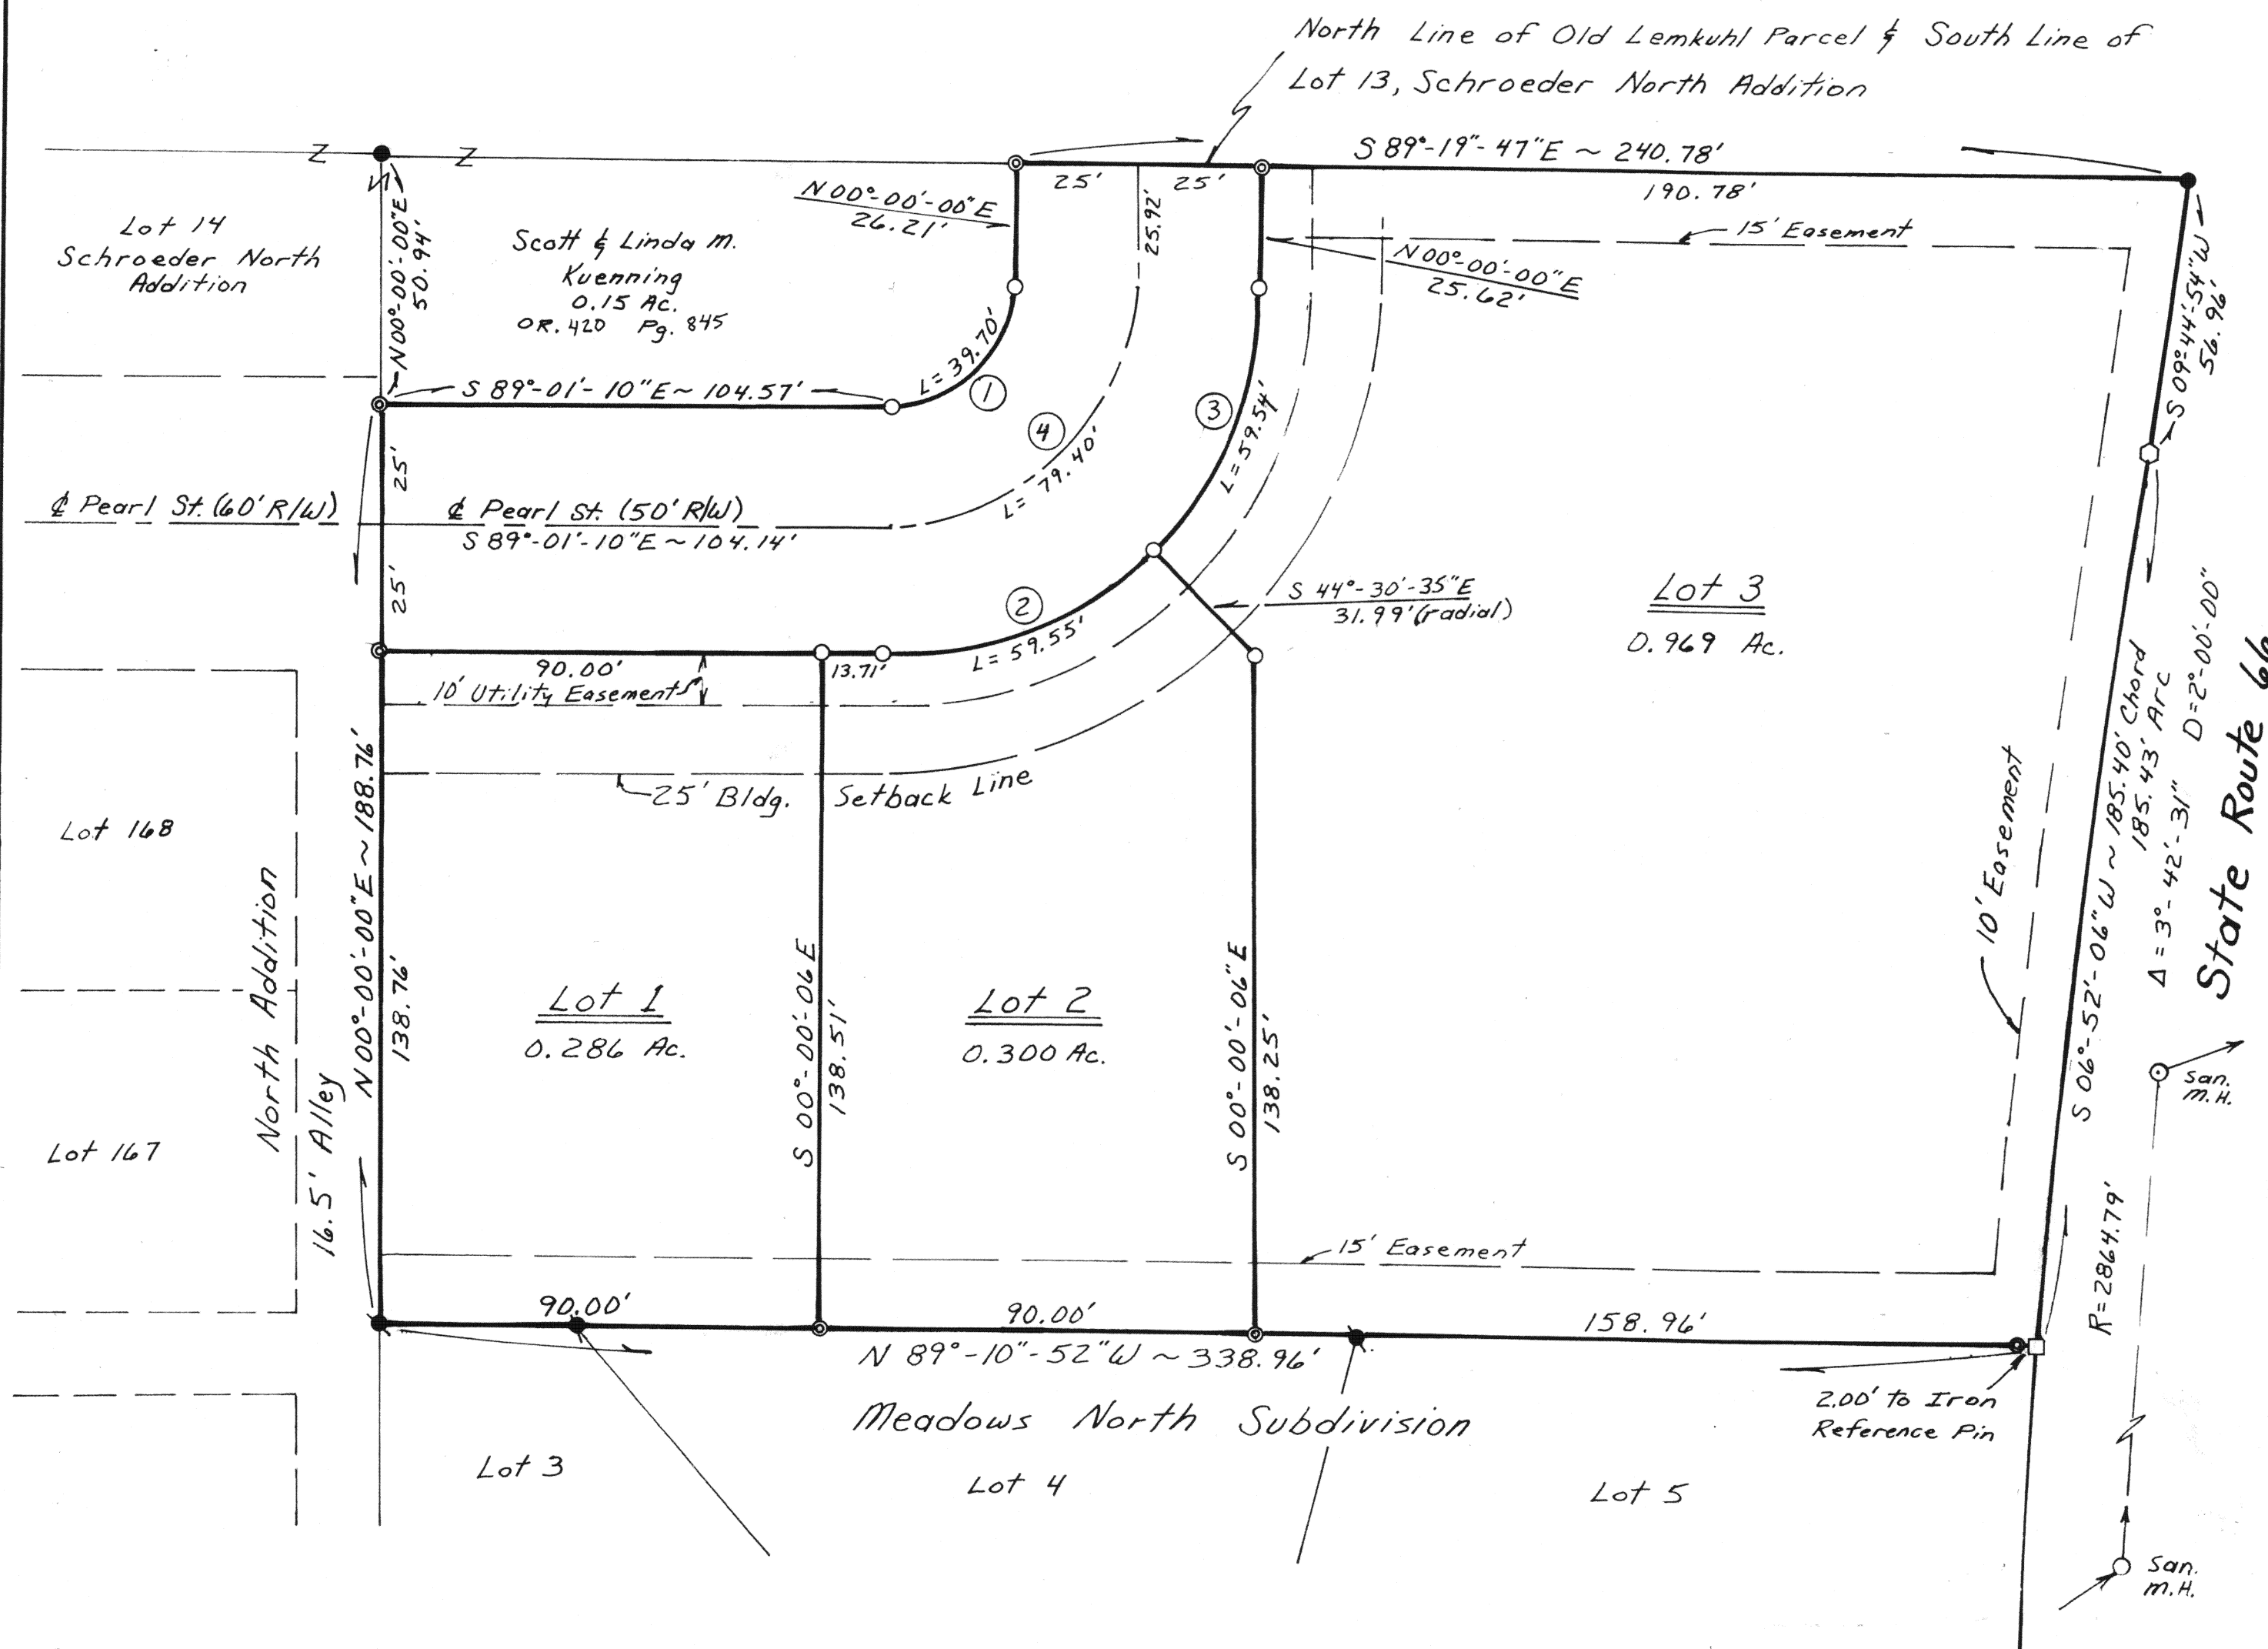 North Line of Old Lemkuhl Parcel & South Line of
Lot 13, Schroeder North Addition
S 89°-19"-47"E ~ 240.78'
Z
Z
25'
25'
190.78'
N00°-00'-00"E
26.21'
25.92'
15' Easement
Lot 14
Schroeder North
Addition
N00°-00'-00"E
50.94'
Scott & Linda M.
Kuenning
0.15 Ac.
OR. 420 Pg. 845
N00°-00'-00"E
25.62'
S 09°-44'-54"W
56.96'
L= 39.70'
1
S 89°-01'-10"E ~ 104.57'
3
L= 59.54'
4
L= 79.40'
25'
₵ Pearl St. (60' R/W)
₵ Pearl St. (50' R/W)
S 89°-01'-10"E ~ 104.14'
25'
2
L= 59.55'
S 44°-30'-35"E
31.99' (radial)
Lot 3
0.969 Ac.
90.00'
13.71'
10' Utility Easements
25' Bldg. Setback Line
Lot 168
North Addition
16.5' Alley
N00°-00'-00"E ~ 188.76'
138.76'
Lot 1
0.286 Ac.
S 00°-00'-06 E
138.51'
Lot 2
0.300 Ac.
S 00°-00'-06"E
138.25'
10' Easement
S 06°-52'-06"W ~ 185.40' Chord
185.43' Arc
Δ = 3°-42'-31" D=2°-00'-00"
State Route 66
R=2864.79'
San.
M.H.
Lot 167
15' Easement
90.00'
90.00'
158.96'
N 89°-10"-52"W ~ 338.96'
2.00' to Iron
Reference Pin
Meadows North Subdivision
Lot 3
Lot 4
Lot 5
San.
M.H.